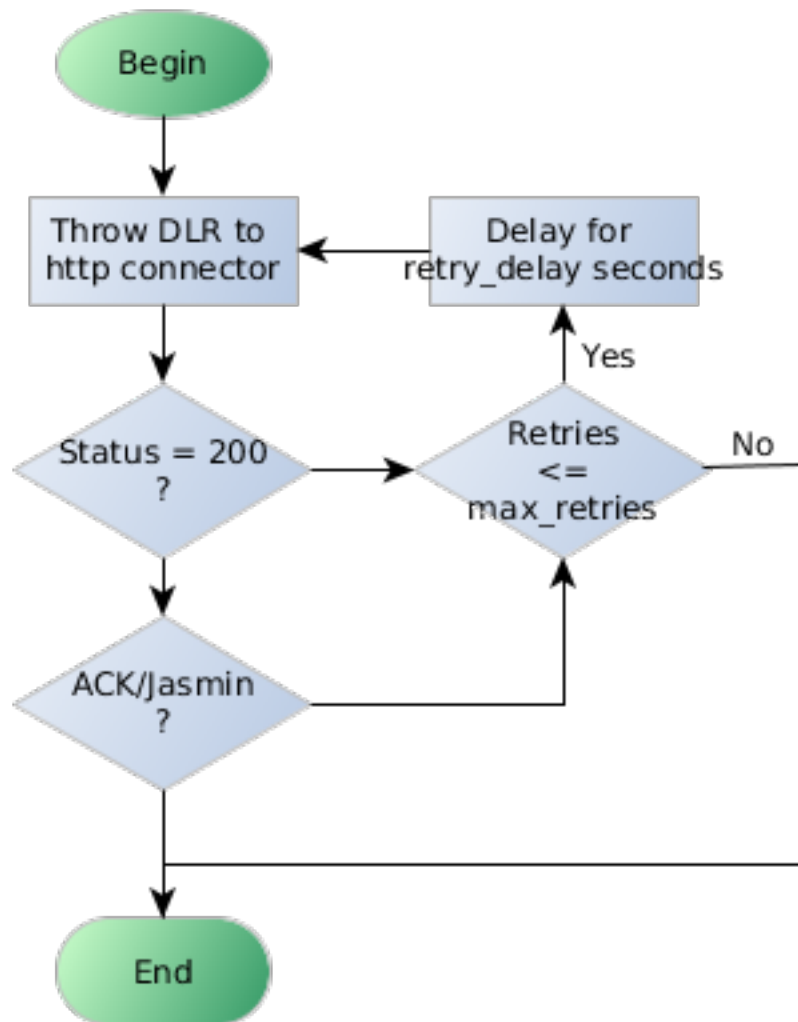 Begin
Throw DLR to
http connector
Delay for
retry_delay seconds
Yes
Status = 200
?
Retries
<=
max_retries
No
ACK/Jasmin
?
End